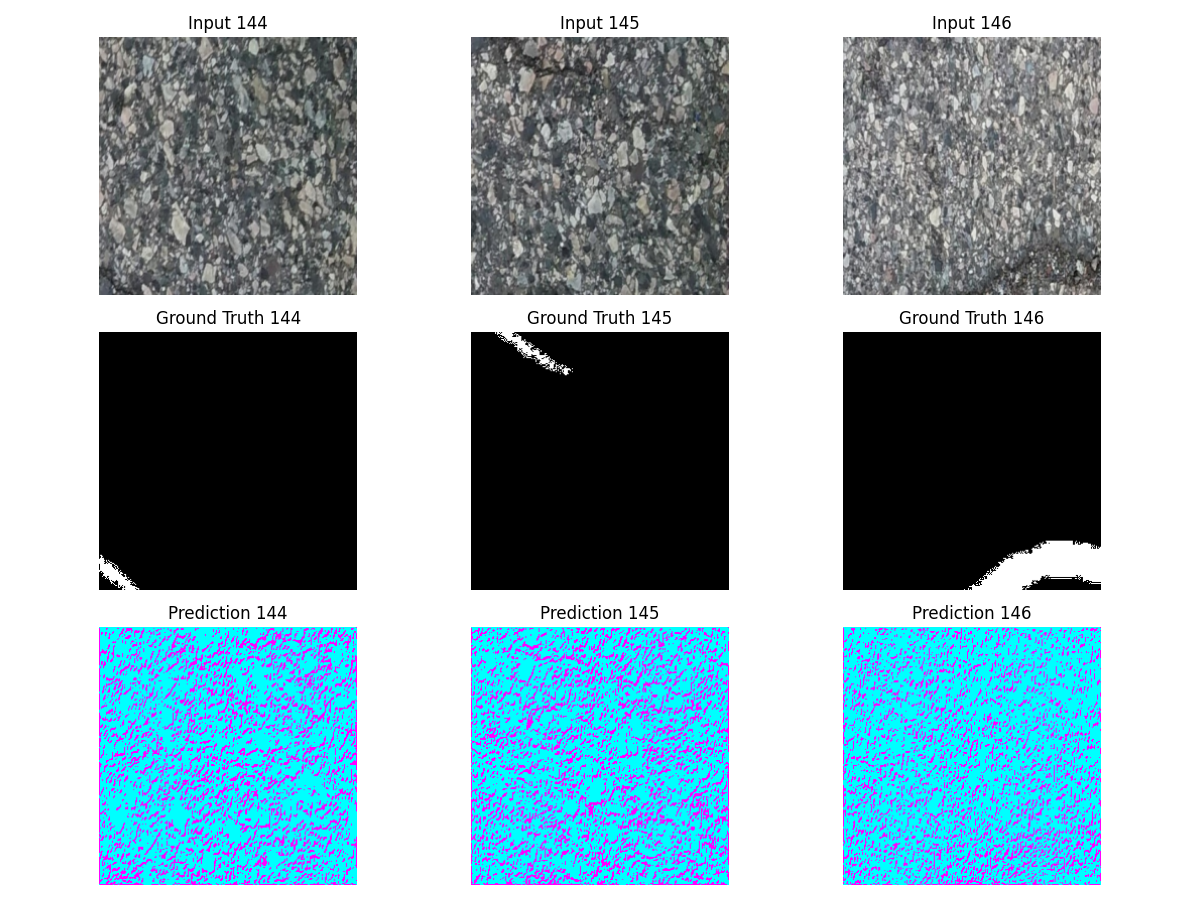 Input 144
Input 145
Input 146
Ground Truth 144
Ground Truth 145
Ground Truth 146
Prediction 144
Prediction 145
Prediction 146